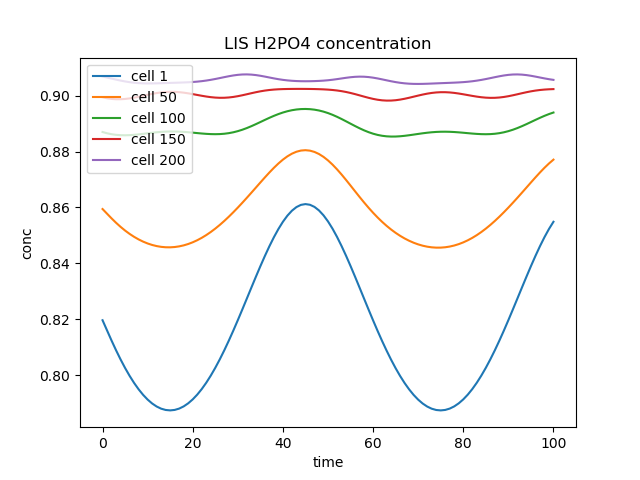 LIS H2PO4 concentration
cell 1
cell 50
cell 100
cell 150
cell 200
conc
0.90
0.88
0.86
0.84
0.82
0.80
0
20
40
60
80
100
time